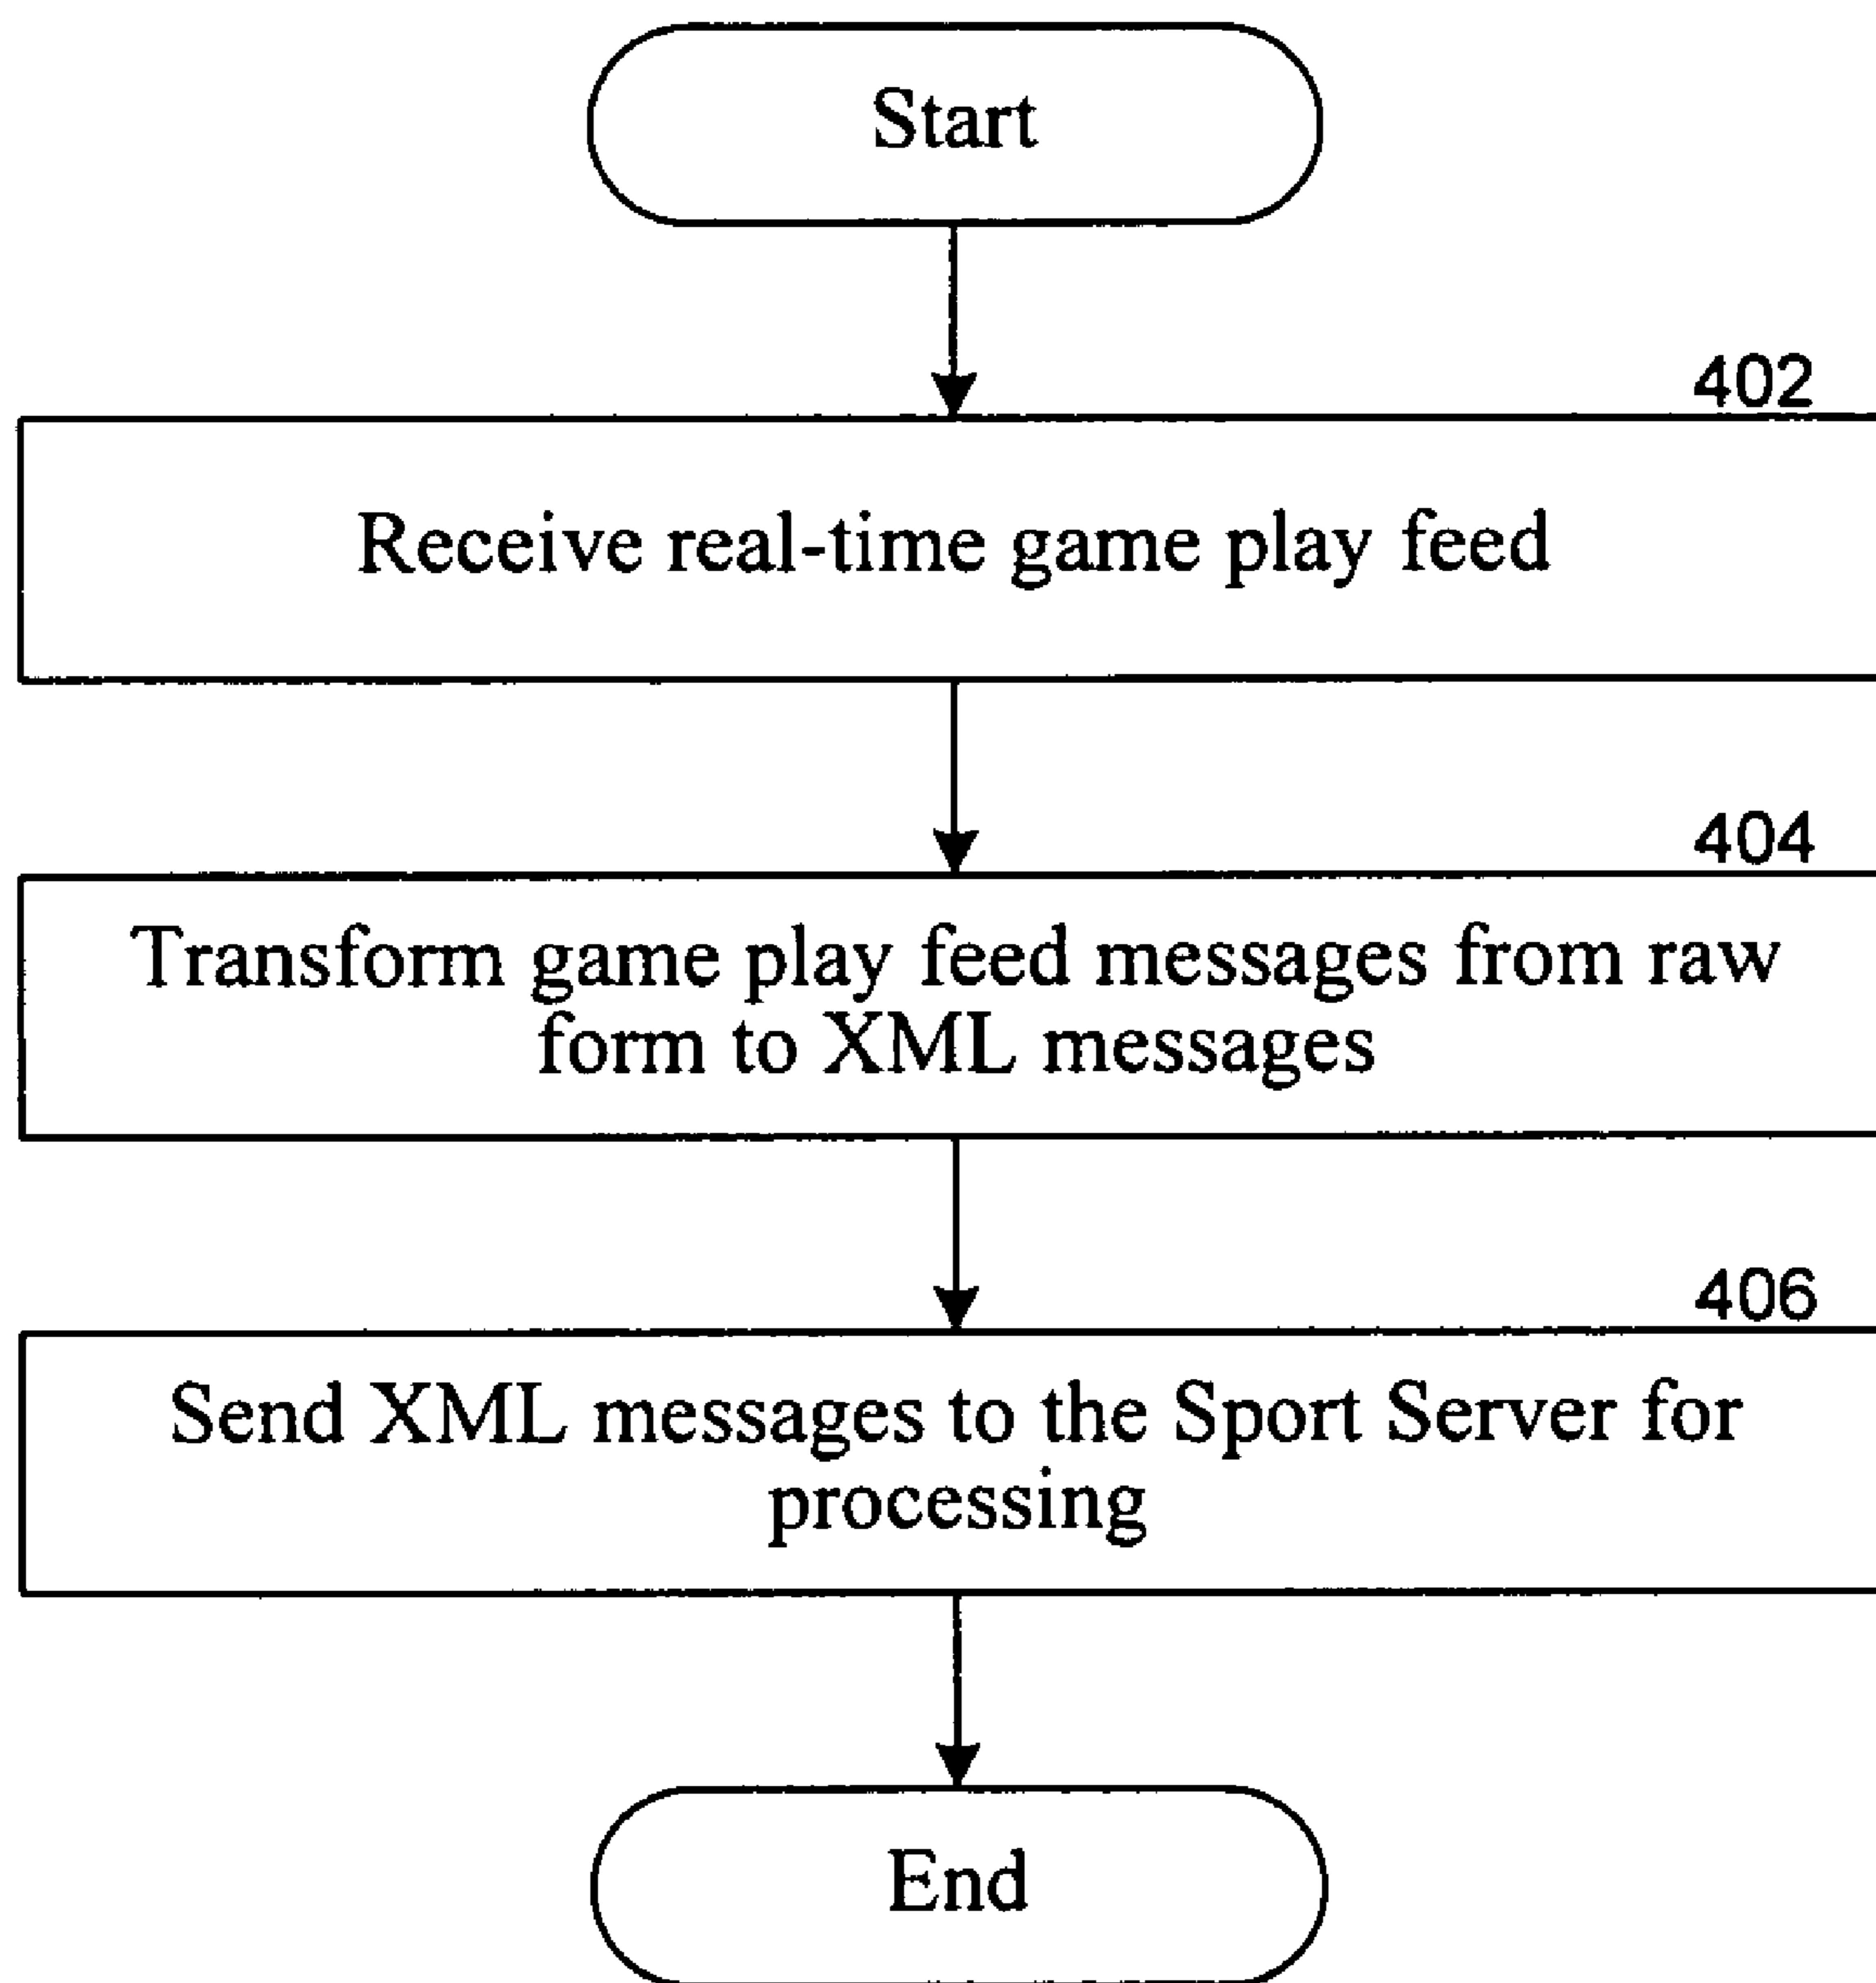 Start
402
Receive real-time game play feed
404
Transform game play feed messages from raw
form to XML messages
406
Send XML messages to the Sport Server for
processing
End